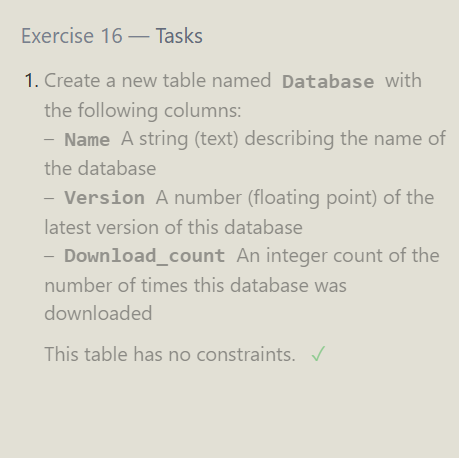 Exercise 16 — Tasks
1. Create a new table named Database with
the following columns:
– Name A string (text) describing the name of
the database
– Version A number (floating point) of the
latest version of this database
– Download_count An integer count of the
number of times this database was
downloaded
This table has no constraints. ✓